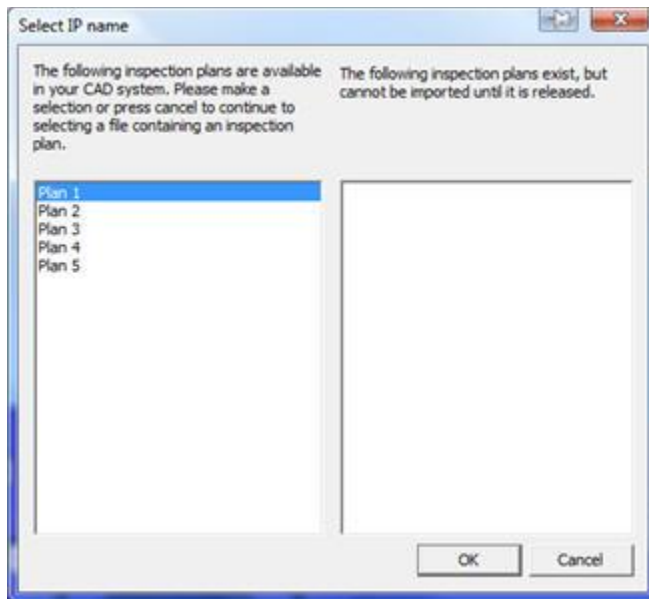 Select IP name
The following inspection plans are available
in your CAD system. Please make a
selection or press cancel to continue to
selecting a file containing an inspection
plan.
The following inspection plans exist, but
cannot be imported until it is released.
Plan 1
Plan 2
Plan 3
Plan 4
Plan 5
OK
Cancel